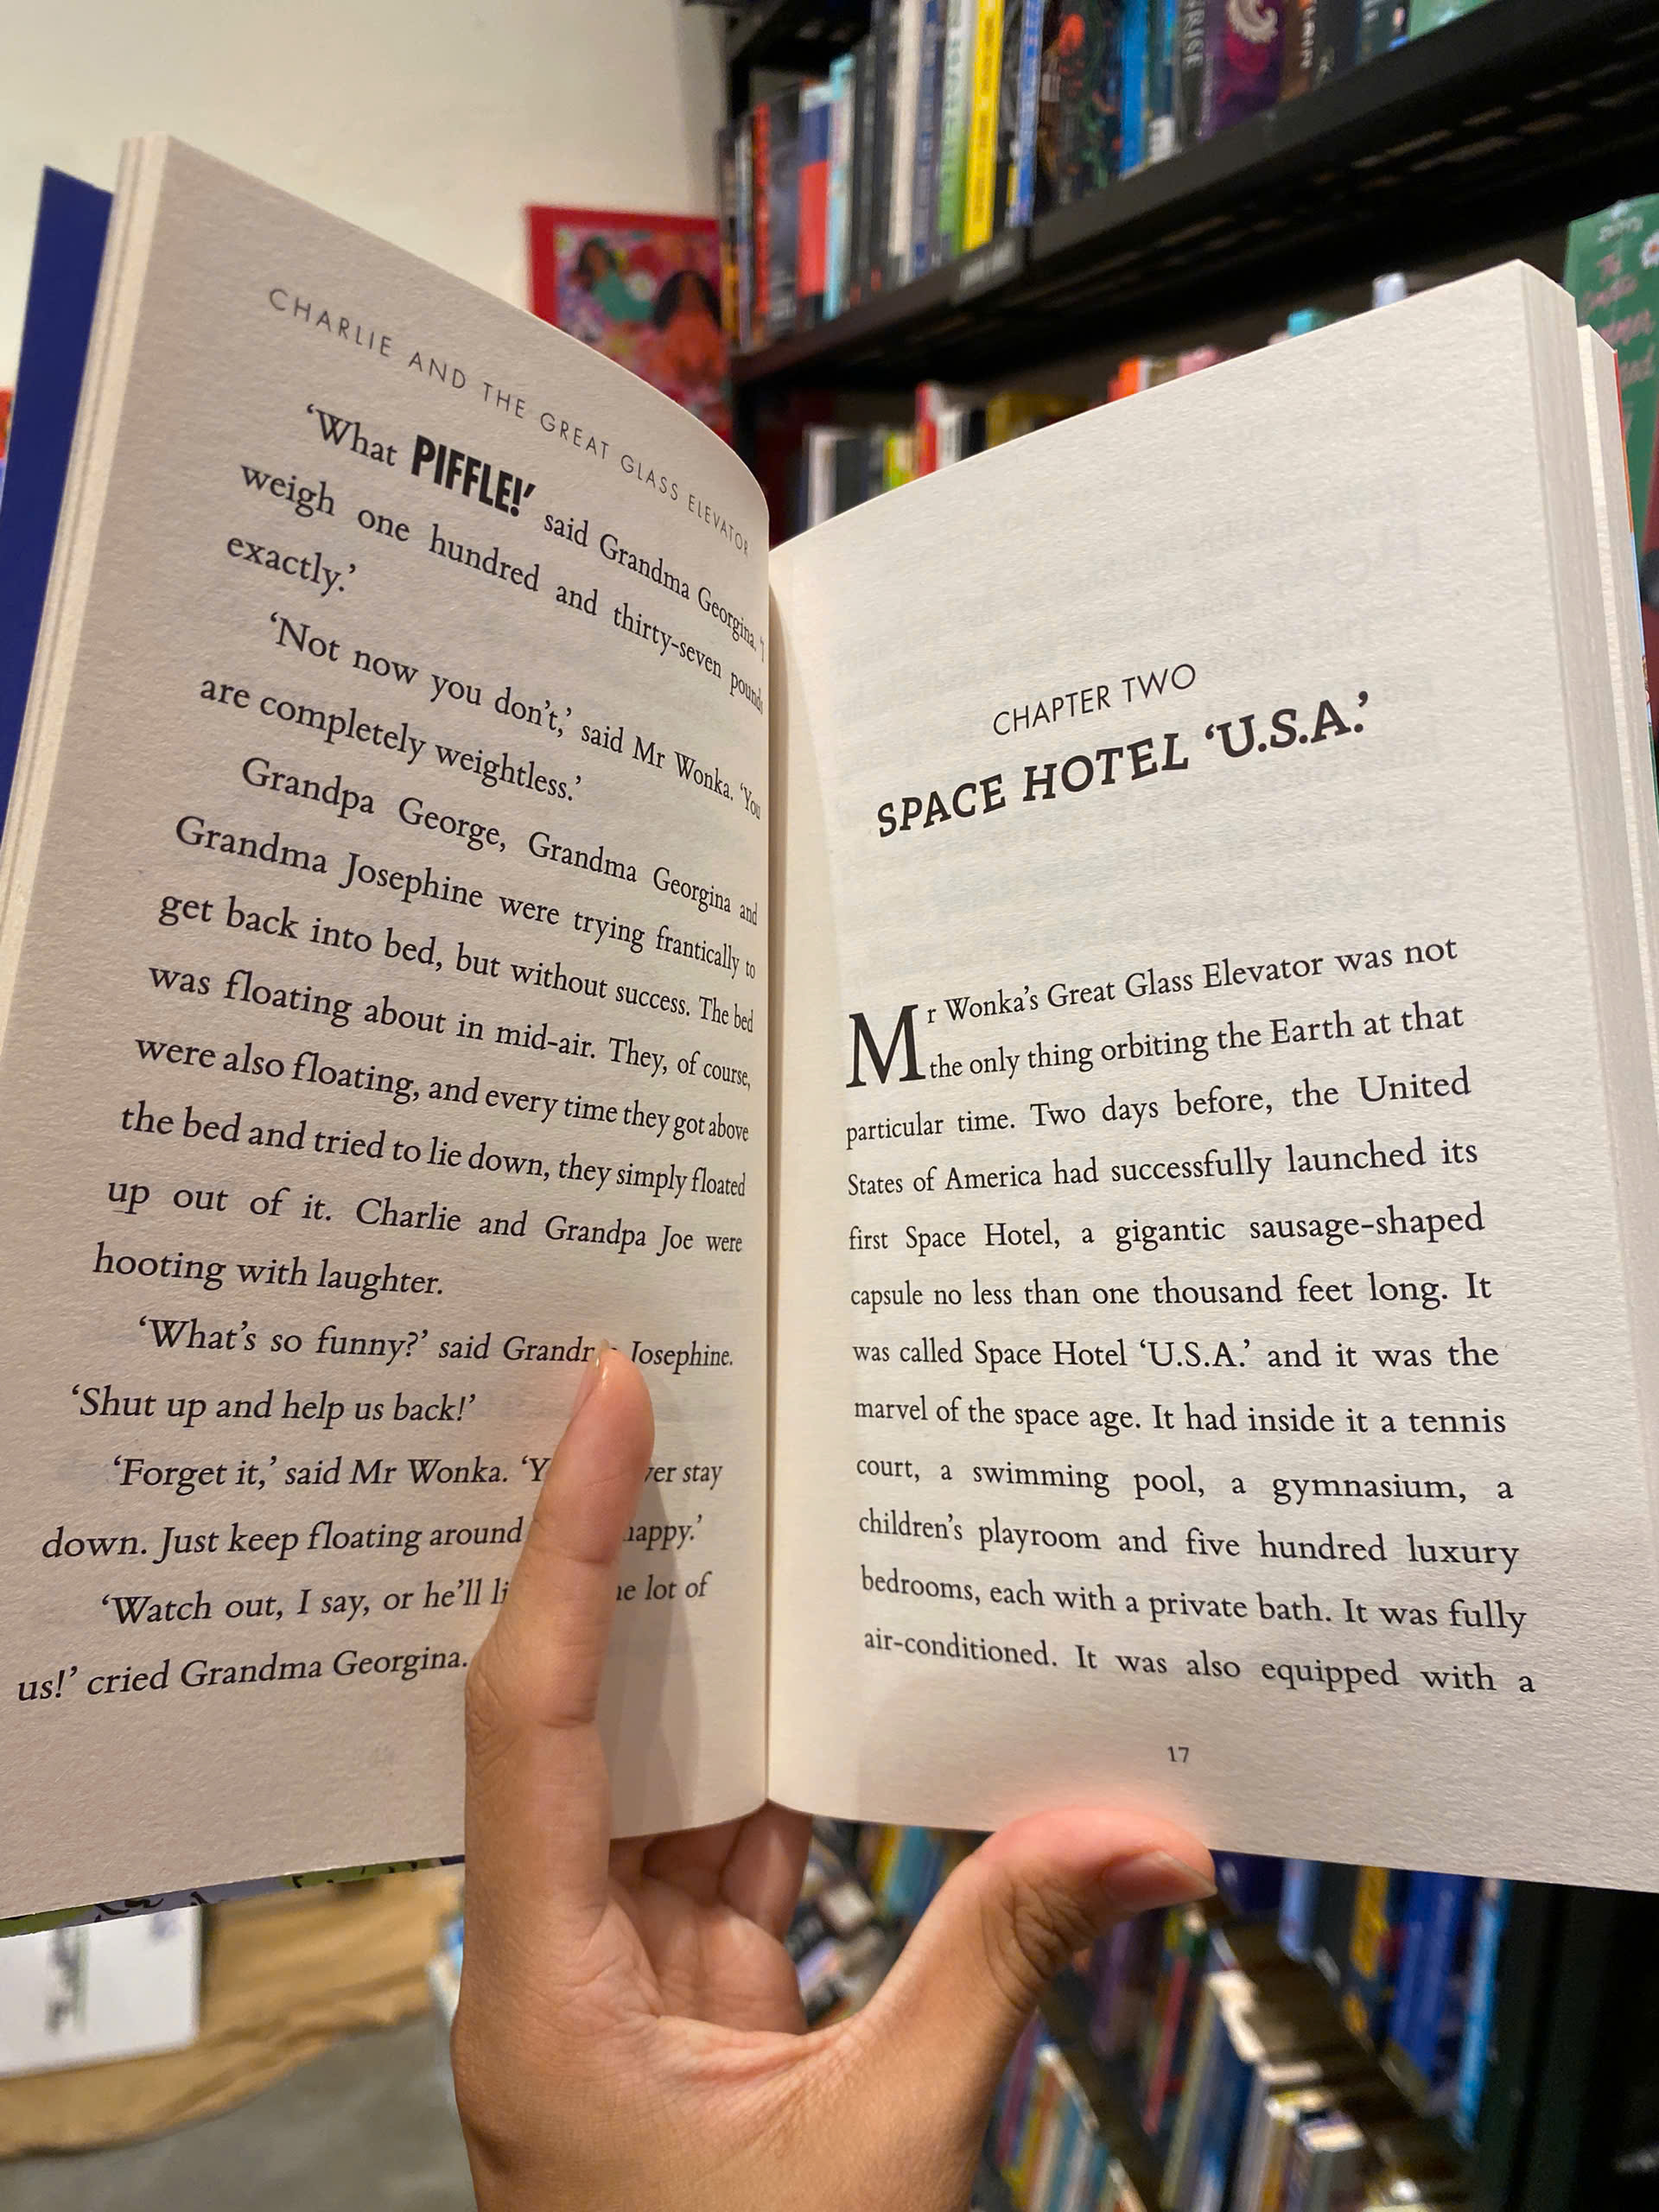 CHARLIE AND THE GREAT GLASS ELEVATOR
‘What PIFFLE!’ said Grandma Georgina. ‘I
weigh one hundred and thirty-seven pounds
exactly.’
‘Not now you don’t,’ said Mr Wonka. ‘You
are completely weightless.’
Grandpa George, Grandma Georgina and
Grandma Josephine were trying frantically to
get back into bed, but without success. The bed
was floating about in mid-air. They, of course,
were also floating, and every time they got above
the bed and tried to lie down, they simply floated
up out of it. Charlie and Grandpa Joe were
hooting with laughter.
‘What’s so funny?’ said Josephine.
‘Shut up and help us back!’
‘Forget it,’ said Mr Wonka. stay
down. Just keep floating around
‘Watch out, I say, or he’ll lot of
us!’ cried Grandma Georgina.
CHAPTER TWO
SPACE HOTEL ‘U.S.A.’
Mr Wonka’s Great Glass Elevator was not
the only thing orbiting the Earth at that
particular time. Two days before, the United
States of America had successfully launched its
first Space Hotel, a gigantic sausage-shaped
capsule no less than one thousand feet long. It
was called Space Hotel ‘U.S.A.’ and it was the
marvel of the space age. It had inside it a tennis
court, a swimming pool, a gymnasium, a
children’s playroom and five hundred luxury
bedrooms, each with a private bath. It was fully
air-conditioned. It was also equipped with a
17